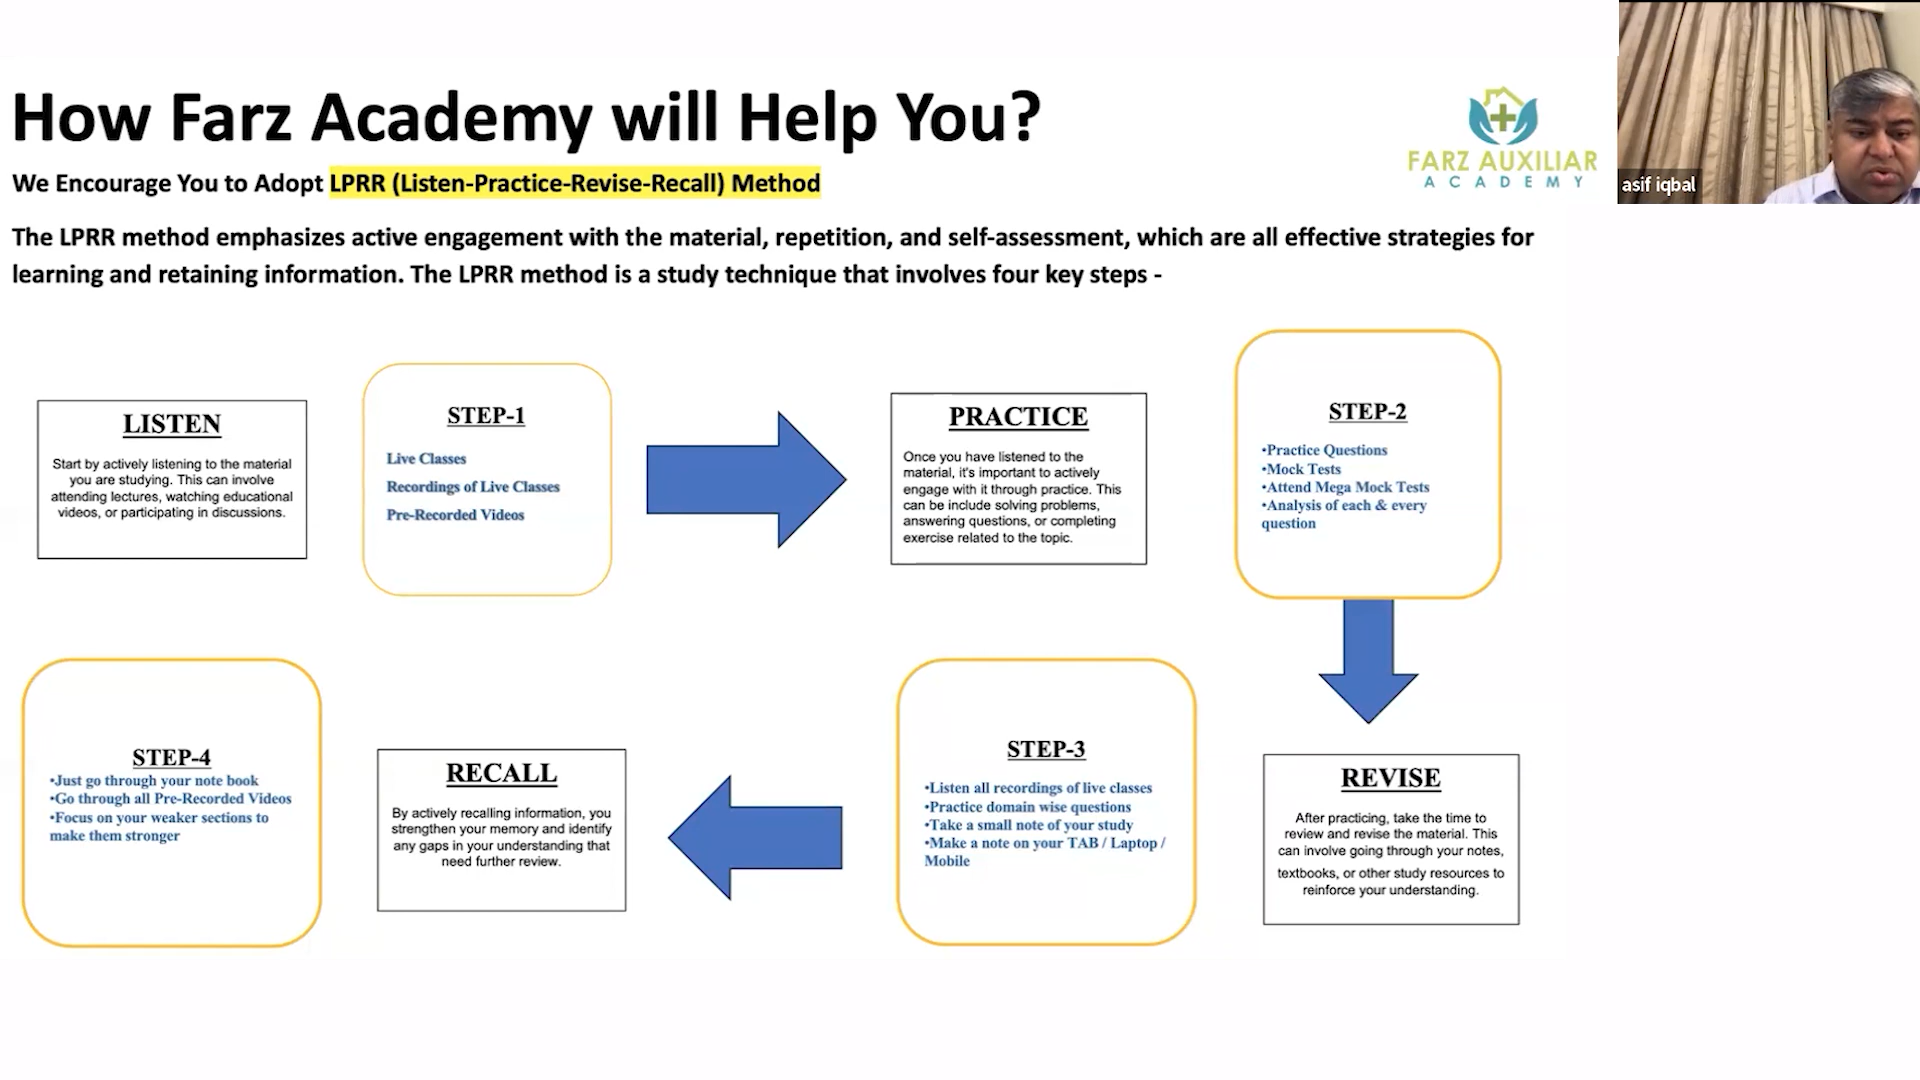 How Farz Academy will Help You?
We Encourage You to Adopt LPRR (Listen-Practice-Revise-Recall) Method
The LPRR method emphasizes active engagement with the material, repetition, and self-assessment, which are all effective strategies for
learning and retaining information. The LPRR method is a study technique that involves four key steps -
FARZ AUXILIAR
ACADEMY
asif iqbal
LISTEN
Start by actively listening to the material
you are studying. This can involve
attending lectures, watching educational
videos, or participating in discussions.
STEP-1
Live Classes
Recordings of Live Classes
Pre-Recorded Videos
PRACTICE
Once you have listened to the
material, it's important to actively
engage with it through practice. This
can be include solving problems,
answering questions, or completing
exercise related to the topic.
STEP-2
•Practice Questions
•Mock Tests
•Attend Mega Mock Tests
•Analysis of each & every
question
REVISE
After practicing, take the time to
review and revise the material. This
can involve going through your notes,
textbooks, or other study resources to
reinforce your understanding.
STEP-3
•Listen all recordings of live classes
•Practice domain wise questions
•Take a small note of your study
•Make a note on your TAB / Laptop /
Mobile
RECALL
By actively recalling information, you
strengthen your memory and identify
any gaps in your understanding that
need further review.
STEP-4
•Just go through your note book
•Go through all Pre-Recorded Videos
•Focus on your weaker sections to
make them stronger